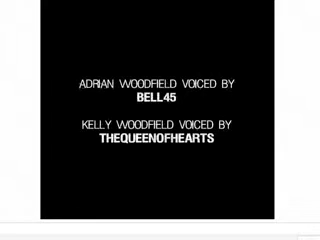 ADRIAN WOODFIELD VOICED BY
BELL45
KELLY WOODFIELD VOICED BY
THEQUEENOFHEARTS